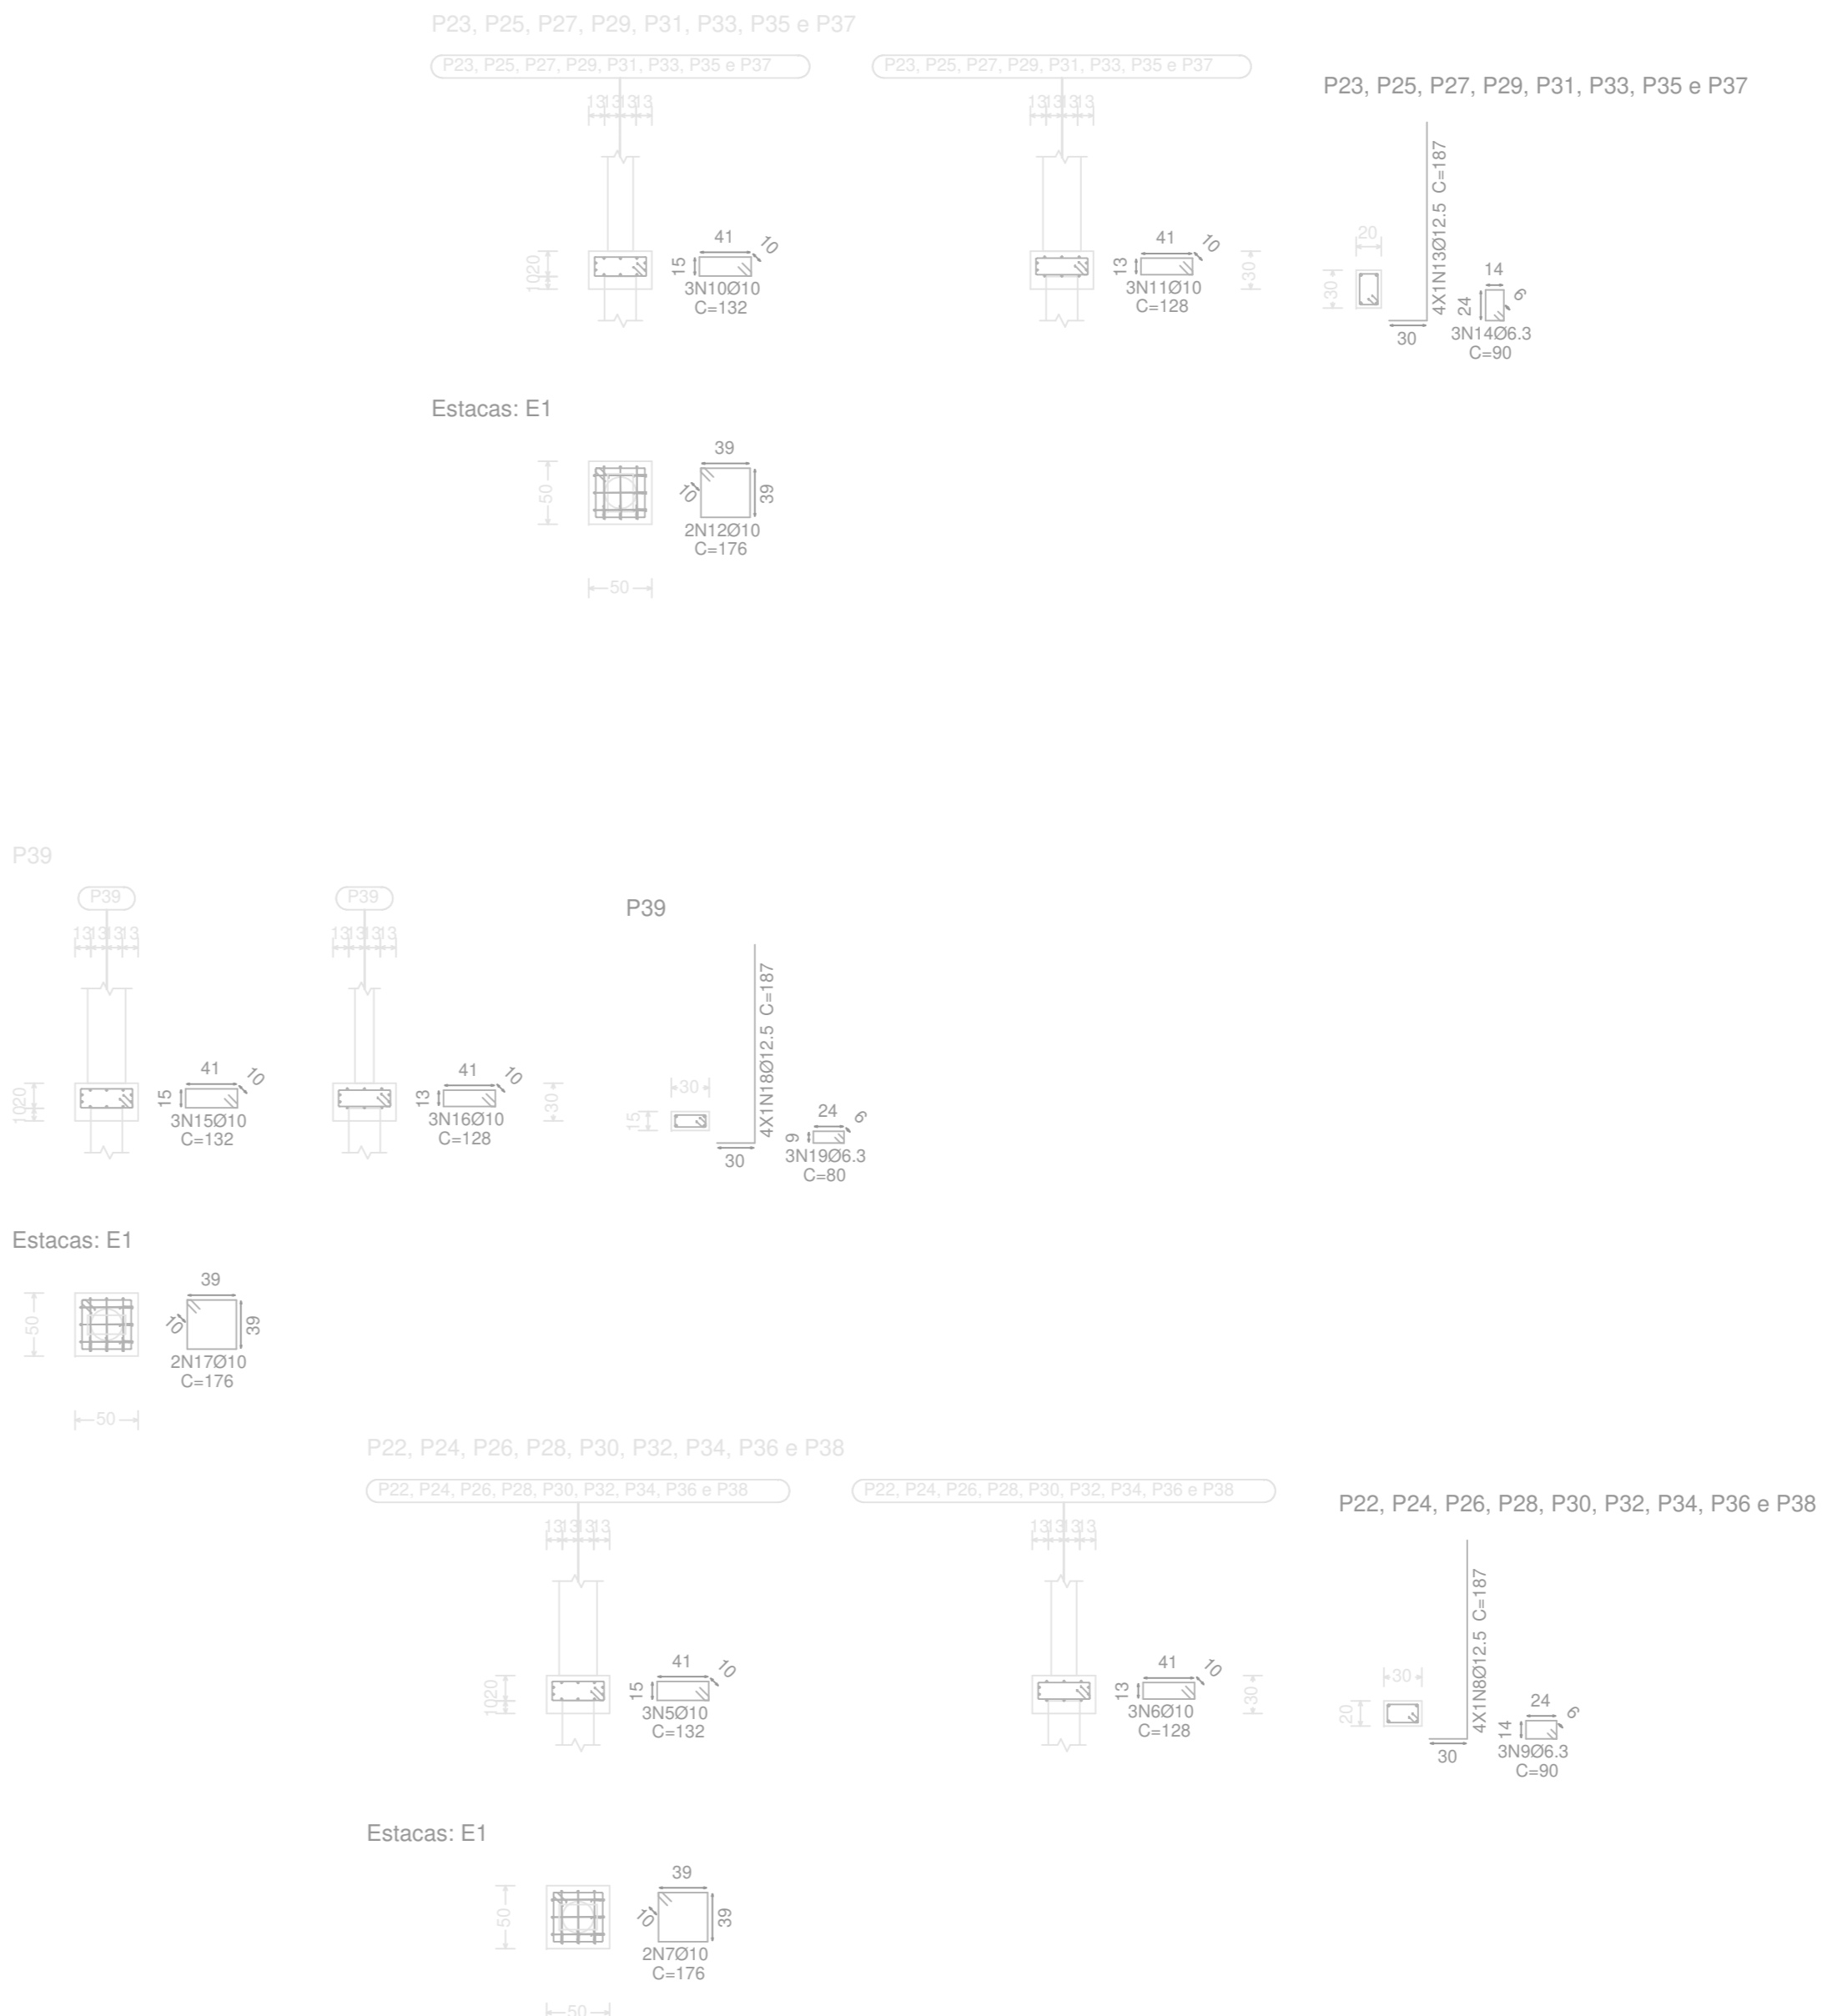 P23, P25, P27, P29, P31, P33, P35 e P37
P23, P25, P27, P29, P31, P33, P35 e P37
13 13 13 13
1020
41
10
15
3N10Ø10
C=132
P23, P25, P27, P29, P31, P33, P35 e P37
13 13 13 13
41
10
13
3N11Ø10
C=128
30
P23, P25, P27, P29, P31, P33, P35 e P37
20
30
4X1N13Ø12.5 C=187
30
14
6
24
3N14Ø6.3
C=90
Estacas: E1
50
39
10
39
2N12Ø10
C=176
50
P39
P39
13 13 13 13
1020
41
10
15
3N15Ø10
C=132
P39
13 13 13 13
41
10
13
3N16Ø10
C=128
30
P39
30
15
4X1N18Ø12.5 C=187
30
24
6
9
3N19Ø6.3
C=80
Estacas: E1
50
39
10
39
2N17Ø10
C=176
50
P22, P24, P26, P28, P30, P32, P34, P36 e P38
P22, P24, P26, P28, P30, P32, P34, P36 e P38
13 13 13 13
1020
41
10
15
3N5Ø10
C=132
P22, P24, P26, P28, P30, P32, P34, P36 e P38
13 13 13 13
41
10
13
3N6Ø10
C=128
30
P22, P24, P26, P28, P30, P32, P34, P36 e P38
30
20
4X1N8Ø12.5 C=187
30
24
6
14
3N9Ø6.3
C=90
Estacas: E1
50
39
10
39
2N7Ø10
C=176
50